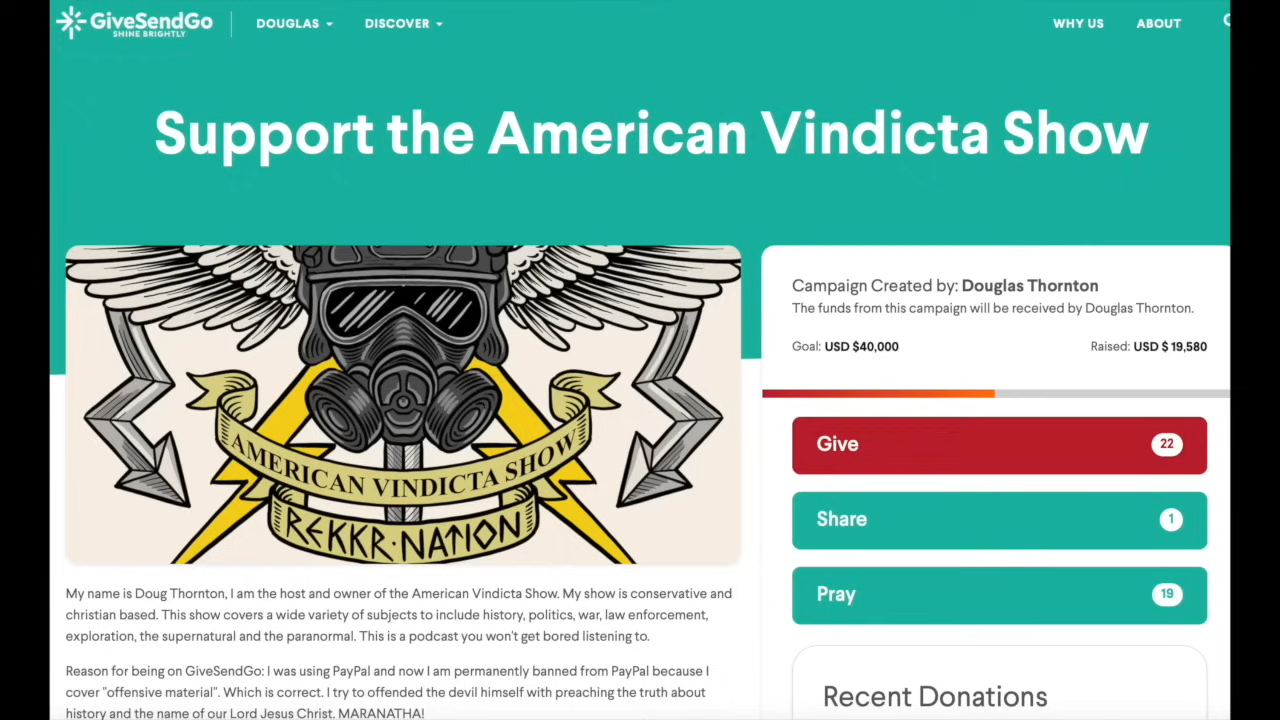 GiveSendGo
SHINE BRIGHTLY
DOUGLAS
DISCOVER
WHY US
ABOUT
Support the American Vindicta Show
AMERICAN VINDICTA SHOW
REKKR·NATION
Campaign Created by: Douglas Thornton
The funds from this campaign will be received by Douglas Thornton.
Goal: USD $40,000
Raised: USD $ 19,580
Give
22
Share
1
Pray
19
Recent Donations
My name is Doug Thornton, I am the host and owner of the American Vindicta Show. My show is conservative and
christian based. This show covers a wide variety of subjects to include history, politics, war, law enforcement,
exploration, the supernatural and the paranormal. This is a podcast you won't get bored listening to.
Reason for being on GiveSendGo: I was using PayPal and now I am permanently banned from PayPal because I
cover "offensive material". Which is correct. I try to offended the devil himself with preaching the truth about
history and the name of our Lord Jesus Christ. MARANATHA!